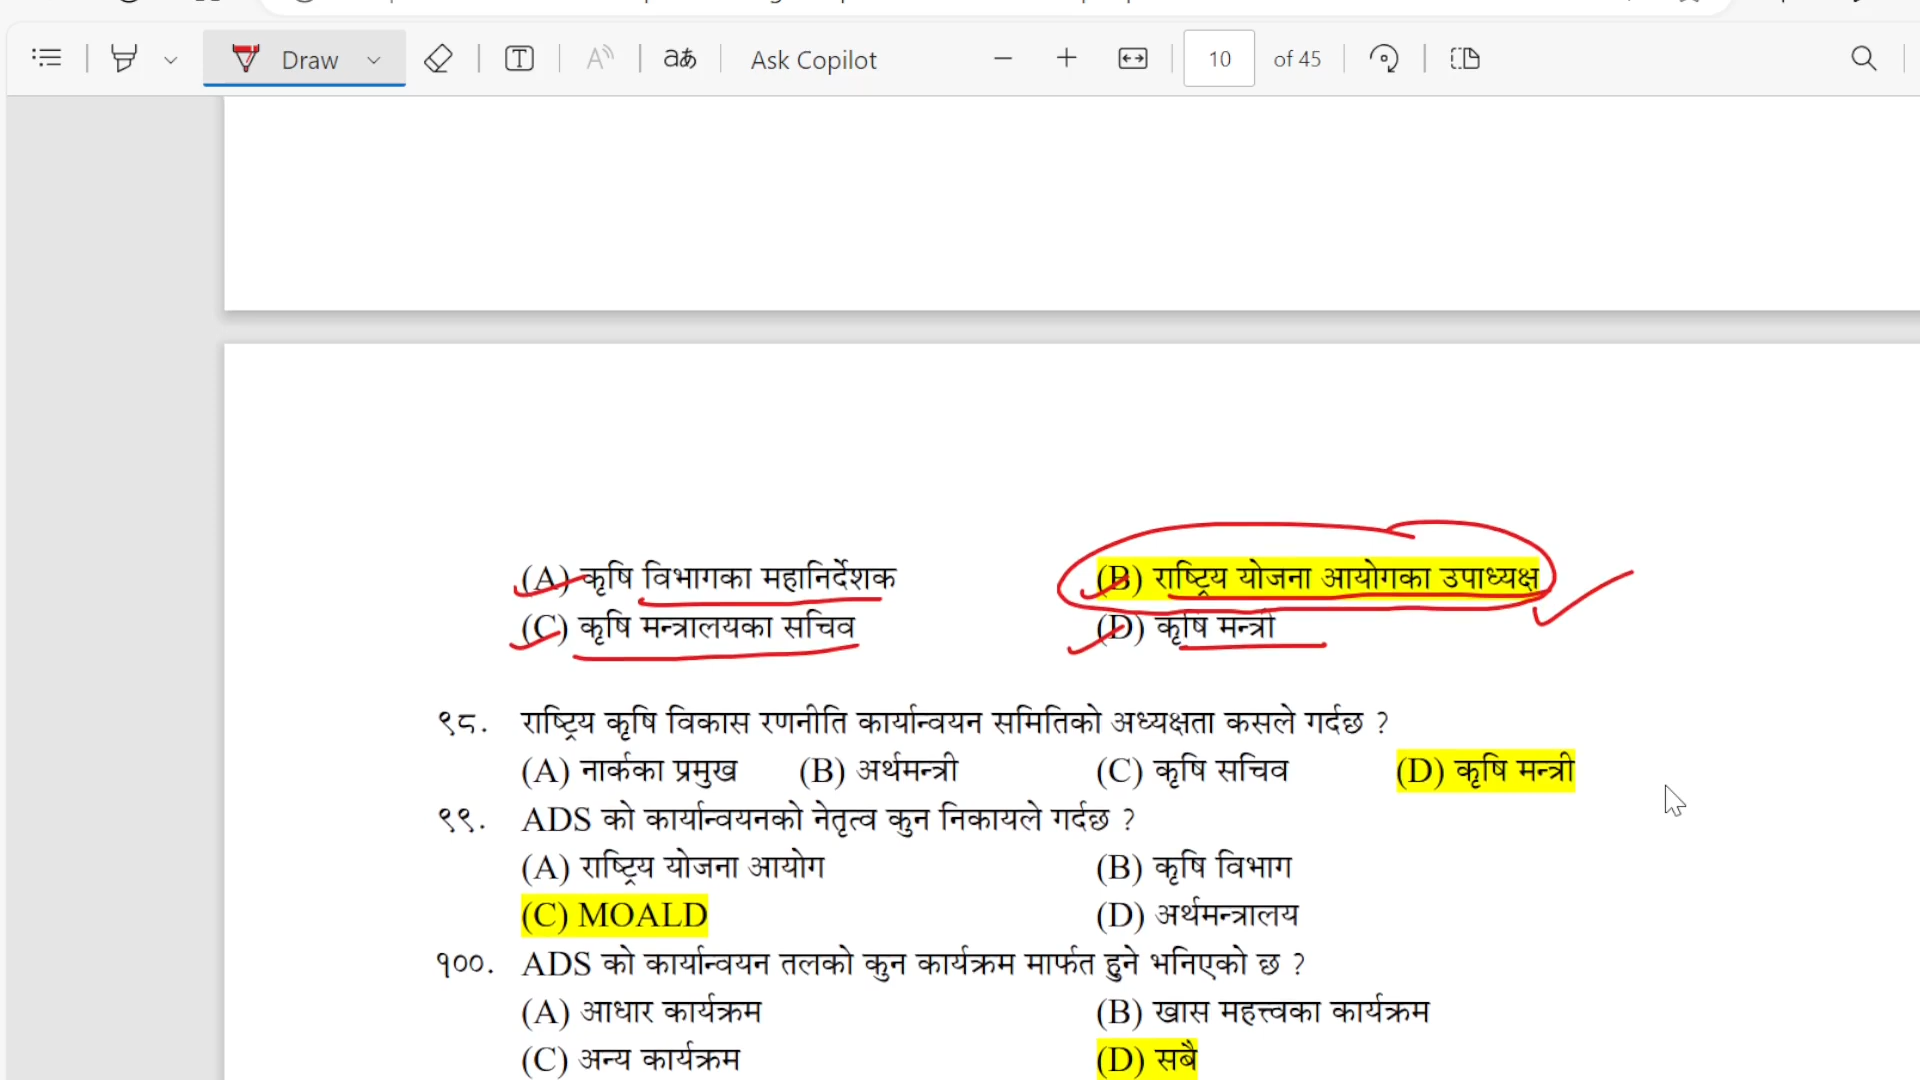 Draw
T
A
aあ
Ask Copilot
10 of 45
(A) कृषि विभागका महानिर्देशक (B) राष्ट्रिय योजना आयोगका उपाध्यक्ष
(C) कृषि मन्त्रालयका सचिव (D) कृषि मन्त्री
९८. राष्ट्रिय कृषि विकास रणनीति कार्यान्वयन समितिको अध्यक्षता कसले गर्दछ ?
(A) नार्कका प्रमुख (B) अर्थमन्त्री (C) कृषि सचिव (D) कृषि मन्त्री
९९. ADS को कार्यान्वयनको नेतृत्व कुन निकायले गर्दछ ?
(A) राष्ट्रिय योजना आयोग (B) कृषि विभाग
(C) MOALD (D) अर्थमन्त्रालय
१००. ADS को कार्यान्वयन तलको कुन कार्यक्रम मार्फत हुने भनिएको छ ?
(A) आधार कार्यक्रम (B) खास महत्त्वका कार्यक्रम
(C) अन्य कार्यक्रम (D) सबै